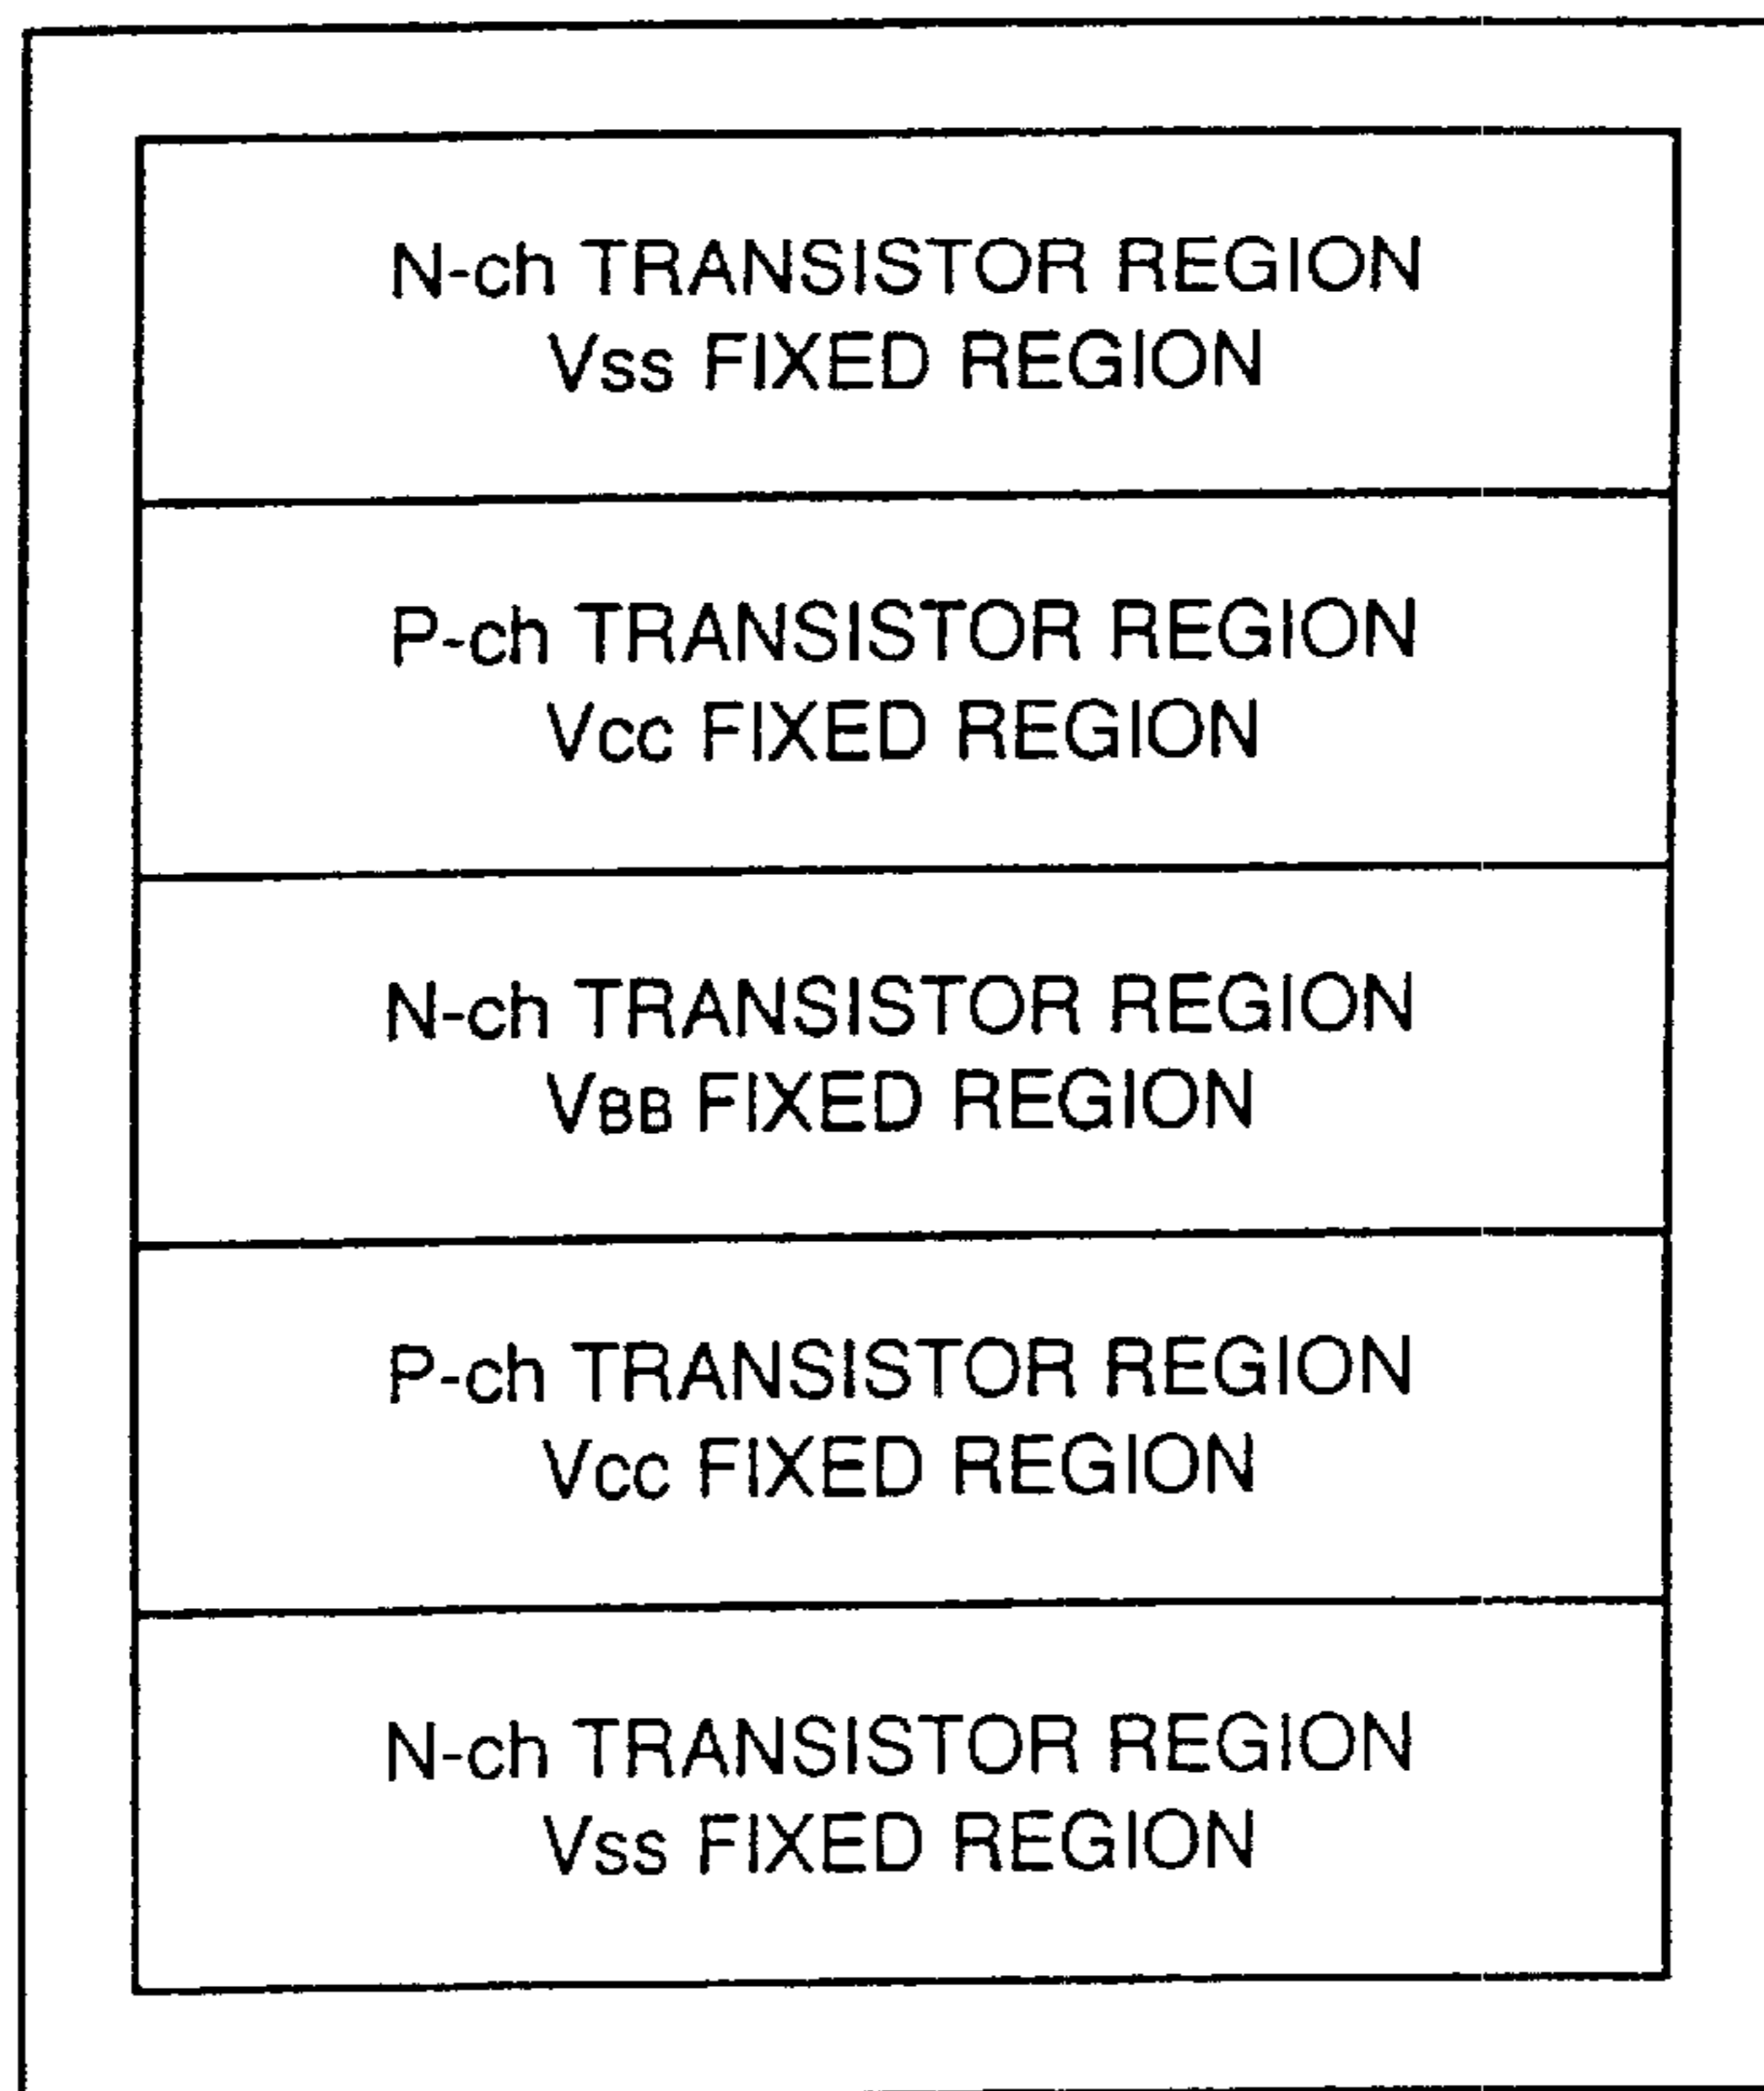 N-ch TRANSISTOR REGION
Vss FIXED REGION
P-ch TRANSISTOR REGION
Vcc FIXED REGION
N-ch TRANSISTOR REGION
VBB FIXED REGION
P-ch TRANSISTOR REGION
Vcc FIXED REGION
N-ch TRANSISTOR REGION
Vss FIXED REGION